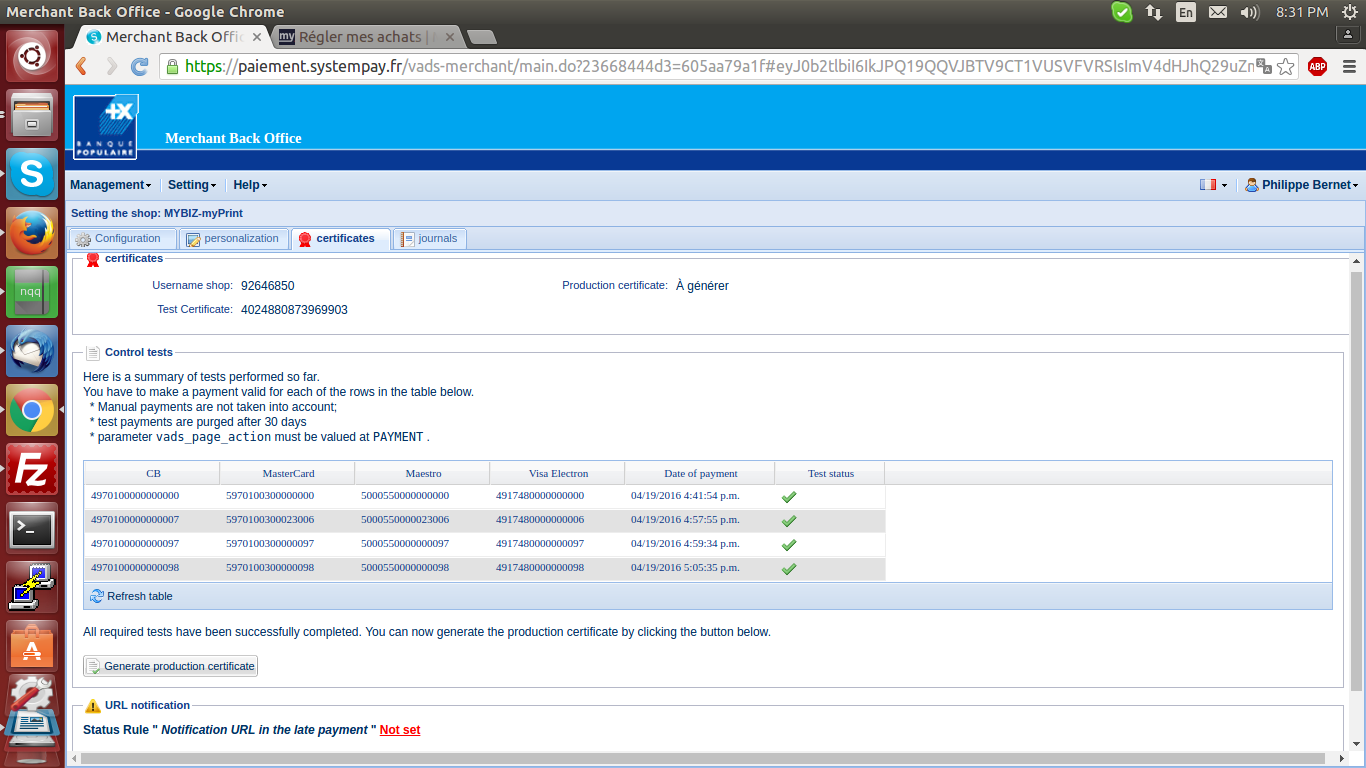 Merchant Back Office - Google Chrome
En
8:31 PM
Merchant Back Offic
Régler mes achats |
https://paiement.systempay.fr/vads-merchant/main.do?23668444d3=605aa79a1f#eyJ0b2tlbiI6IkJPQ19QQVJBTV9CT1VUSVFVRSIsImV4dHJhQ29uZm
ABP
BANQUE
POPULAIRE
Merchant Back Office
Management
Setting
Help
Philippe Bernet
Setting the shop: MYBIZ-myPrint
Configuration
personalization
certificates
journals
certificates
Username shop: 92646850
Production certificate: À générer
Test Certificate: 4024880873969903
Control tests
Here is a summary of tests performed so far.
You have to make a payment valid for each of the rows in the table below.
* Manual payments are not taken into account;
* test payments are purged after 30 days
* parameter vads_page_action must be valued at PAYMENT .
CB MasterCard Maestro Visa Electron Date of payment Test status
4970100000000000 5970100300000000 5000550000000000 4917480000000000 04/19/2016 4:41:54 p.m.
4970100000000007 5970100300023006 5000550000023006 4917480000000006 04/19/2016 4:57:55 p.m.
4970100000000097 5970100300000097 5000550000000097 4917480000000097 04/19/2016 4:59:34 p.m.
4970100000000098 5970100300000098 5000550000000098 4917480000000098 04/19/2016 5:05:35 p.m.
Refresh table
All required tests have been successfully completed. You can now generate the production certificate by clicking the button below.
Generate production certificate
URL notification
Status Rule " Notification URL in the late payment " Not set
nqq